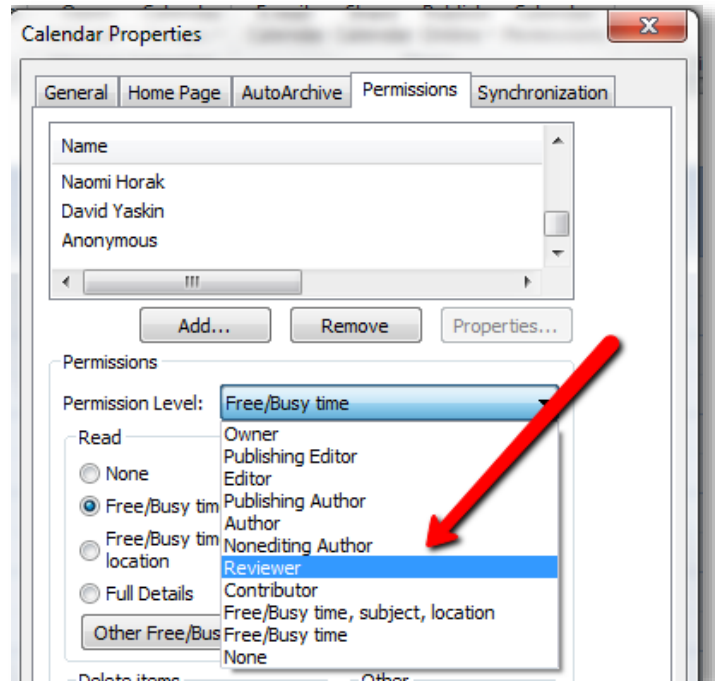 Calendar Properties
General Home Page AutoArchive Permissions Synchronization
Name
Naomi Horak
David Yaskin
Anonymous
Add... Remove Properties...
Permissions
Permission Level: Free/Busy time
Read
None
Free/Busy tim
Free/Busy tim
location
Full Details
Other Free/Bus
Owner
Publishing Editor
Editor
Publishing Author
Author
Nonediting Author
Reviewer
Contributor
Free/Busy time, subject, location
Free/Busy time
None
Delete items Other